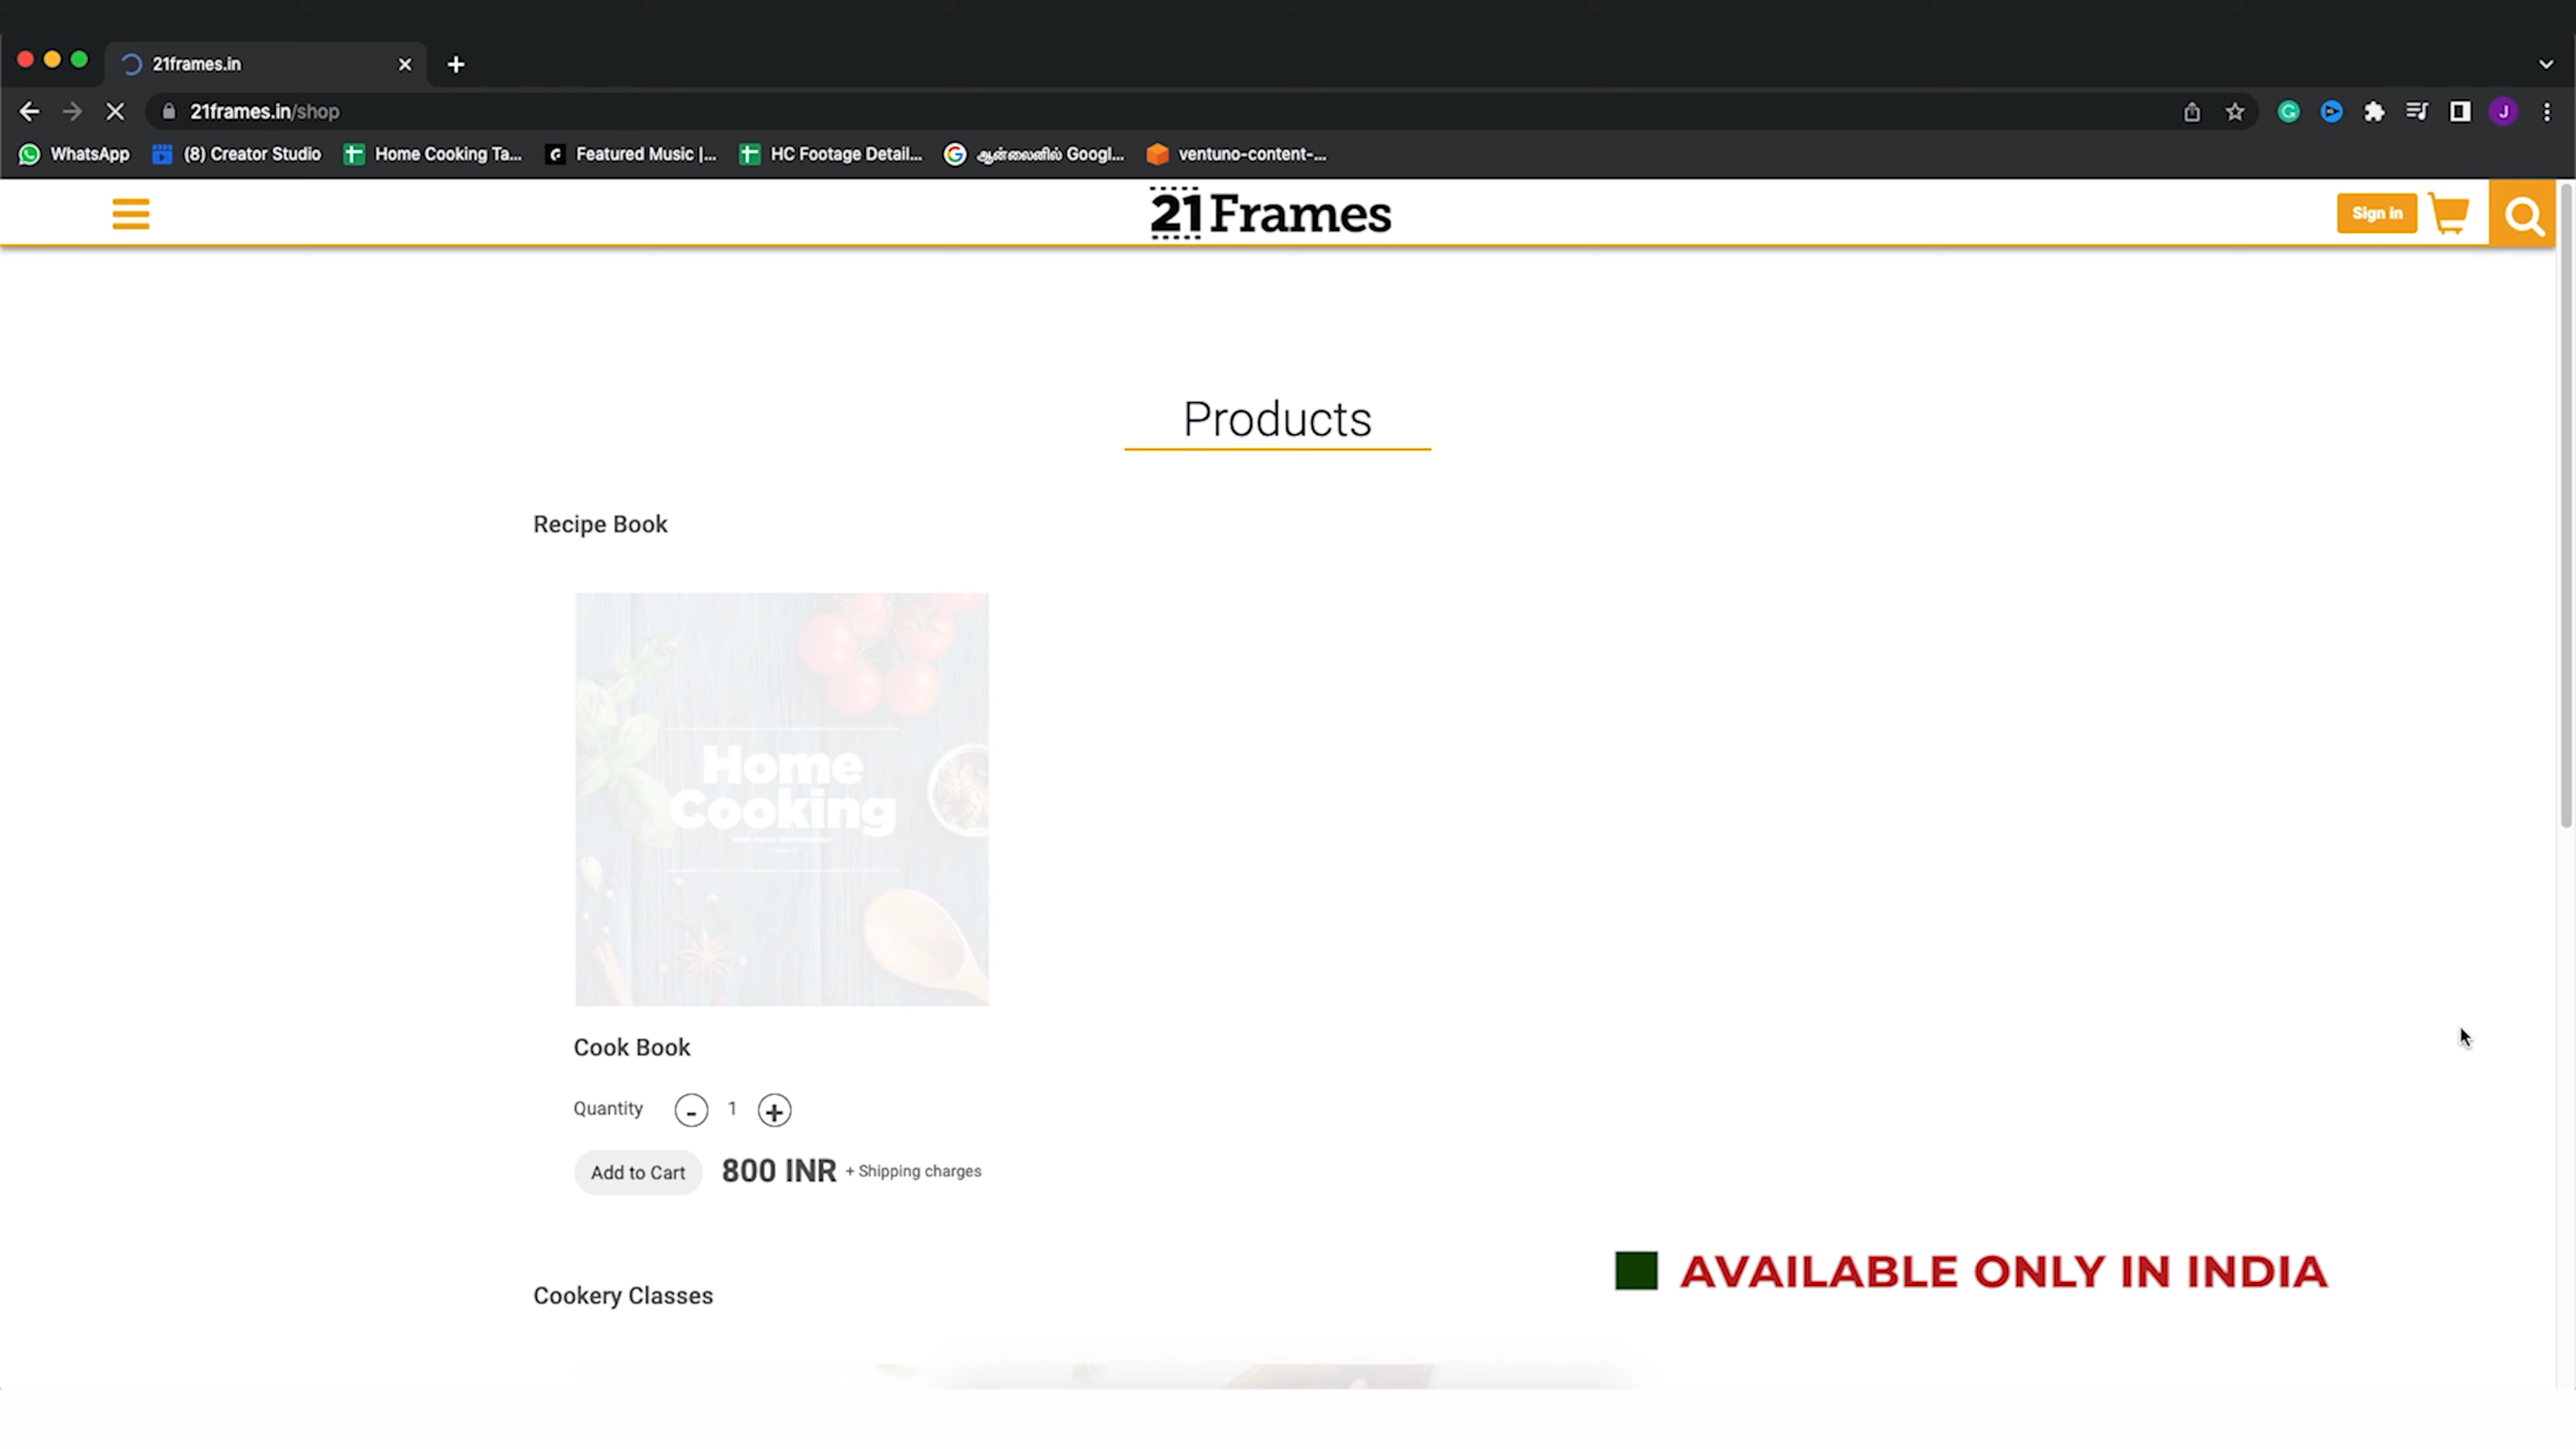 21frames.in
21frames.in/shop
J
WhatsApp
(8) Creator Studio
Home Cooking Ta...
Featured Music |...
HC Footage Detail...
ஆன்லைனில் Googl...
ventuno-content-...
21 Frames
Sign in
Products
Recipe Book
Home
Cooking
Cook Book
Quantity - 1 +
Add to Cart
800 INR + Shipping charges
AVAILABLE ONLY IN INDIA
Cookery Classes